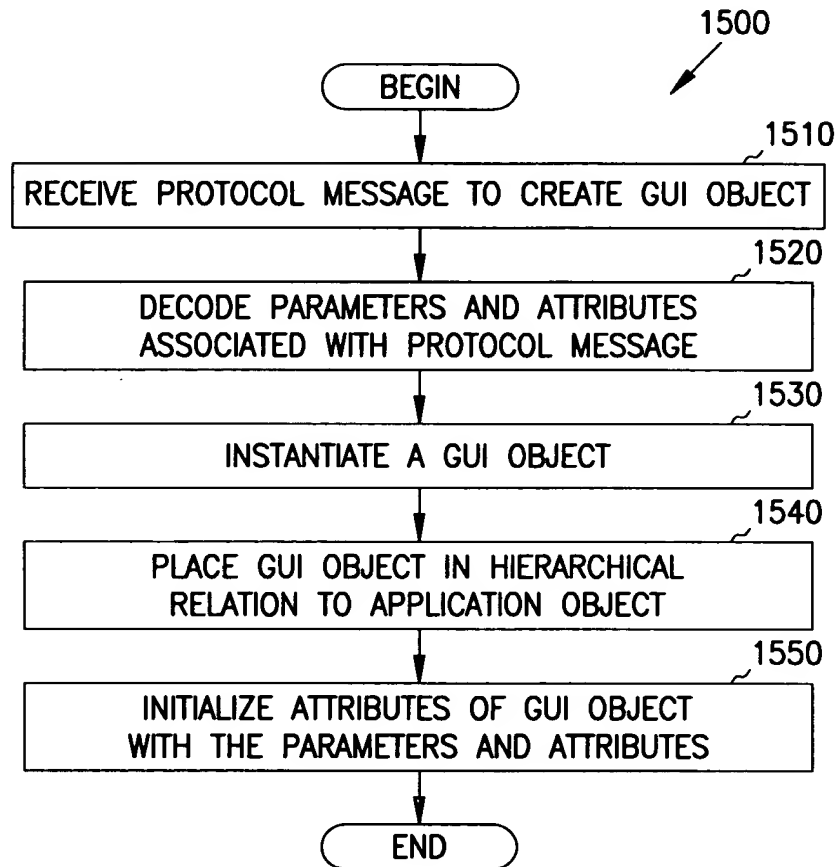 1500
BEGIN
1510
RECEIVE PROTOCOL MESSAGE TO CREATE GUI OBJECT
1520
DECODE PARAMETERS AND ATTRIBUTES
ASSOCIATED WITH PROTOCOL MESSAGE
1530
INSTANTIATE A GUI OBJECT
1540
PLACE GUI OBJECT IN HIERARCHICAL
RELATION TO APPLICATION OBJECT
1550
INITIALIZE ATTRIBUTES OF GUI OBJECT
WITH THE PARAMETERS AND ATTRIBUTES
END